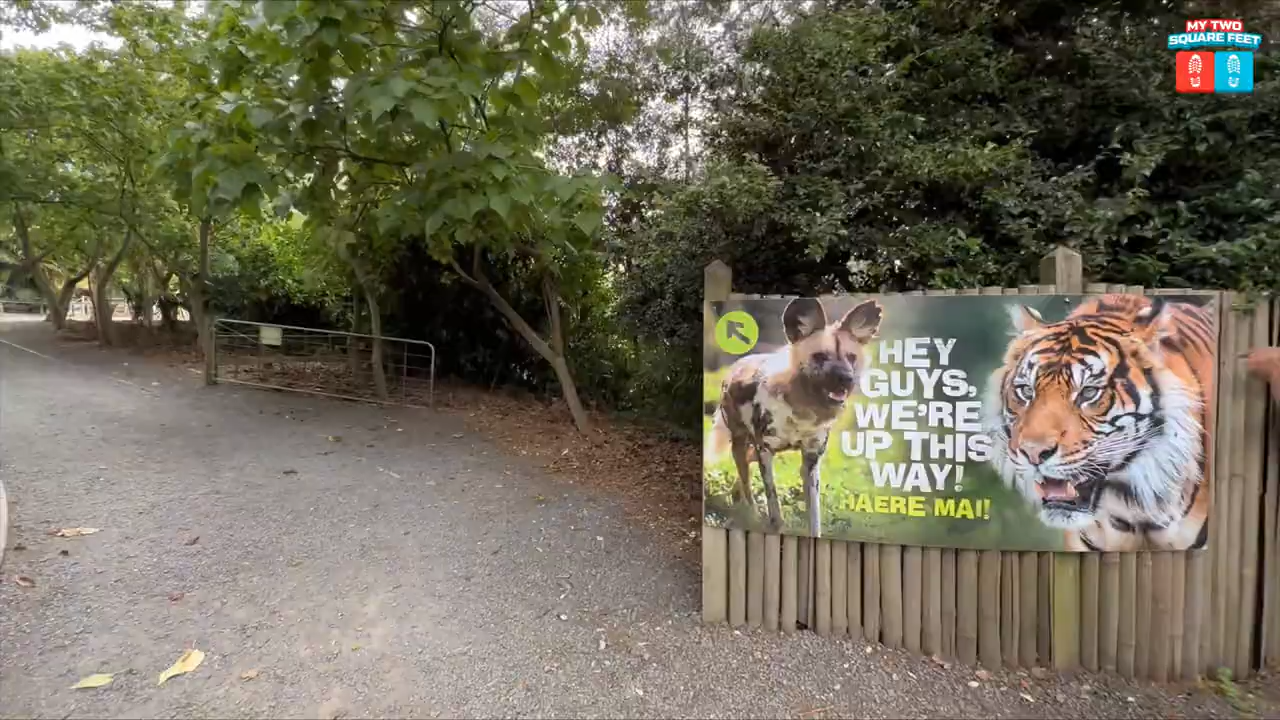 MY TWO
SQUARE FEET
HEY
GUYS,
WE'RE
UP THIS
WAY!
HAERE MAI!